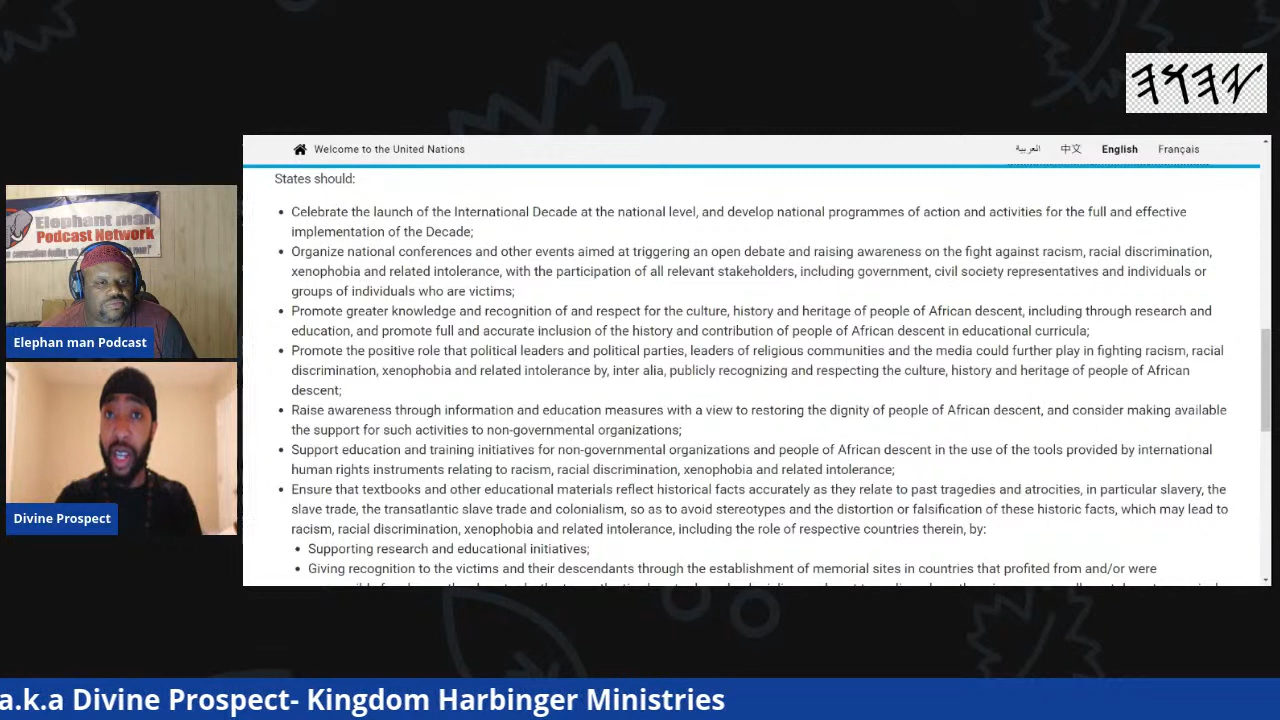 𐤉𐤄𐤅𐤄
Welcome to the United Nations
العربية 中文 English Français
States should:
• Celebrate the launch of the International Decade at the national level, and develop national programmes of action and activities for the full and effective
implementation of the Decade;
• Organize national conferences and other events aimed at triggering an open debate and raising awareness on the fight against racism, racial discrimination,
xenophobia and related intolerance, with the participation of all relevant stakeholders, including government, civil society representatives and individuals or
groups of individuals who are victims;
• Promote greater knowledge and recognition of and respect for the culture, history and heritage of people of African descent, including through research and
education, and promote full and accurate inclusion of the history and contribution of people of African descent in educational curricula;
• Promote the positive role that political leaders and political parties, leaders of religious communities and the media could further play in fighting racism, racial
discrimination, xenophobia and related intolerance by, inter alia, publicly recognizing and respecting the culture, history and heritage of people of African
descent;
• Raise awareness through information and education measures with a view to restoring the dignity of people of African descent, and consider making available
the support for such activities to non-governmental organizations;
• Support education and training initiatives for non-governmental organizations and people of African descent in the use of the tools provided by international
human rights instruments relating to racism, racial discrimination, xenophobia and related intolerance;
• Ensure that textbooks and other educational materials reflect historical facts accurately as they relate to past tragedies and atrocities, in particular slavery, the
slave trade, the transatlantic slave trade and colonialism, so as to avoid stereotypes and the distortion or falsification of these historic facts, which may lead to
racism, racial discrimination, xenophobia and related intolerance, including the role of respective countries therein, by:
• Supporting research and educational initiatives;
• Giving recognition to the victims and their descendants through the establishment of memorial sites in countries that profited from and/or were
Elephant man
Podcast Network
Elephan man Podcast
Divine Prospect
a.k.a Divine Prospect- Kingdom Harbinger Ministries